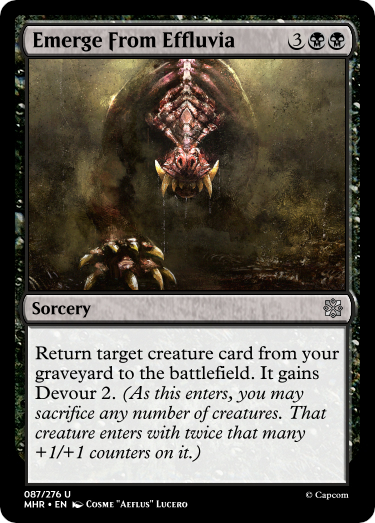 Emerge From Effluvia 3
Sorcery
Return target creature card from your
graveyard to the battlefield. It gains
Devour 2. (As this enters, you may
sacrifice any number of creatures. That
creature enters with twice that many
+1/+1 counters on it.)
087/276 U
MHR • EN Cosme "Aeflus" Lucero
© Capcom